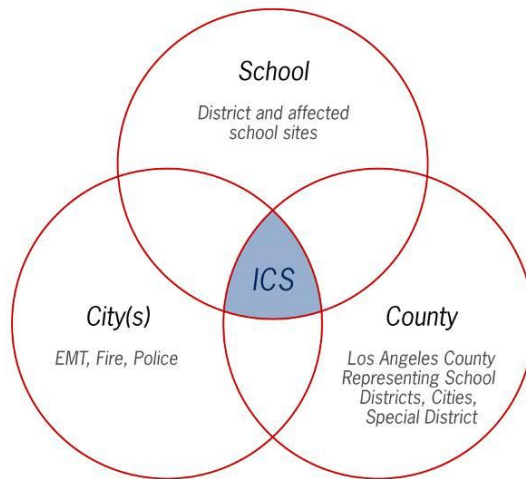 School
District and affected
school sites
ICS
City(s)
EMT, Fire, Police
County
Los Angeles County
Representing School
Districts, Cities,
Special District